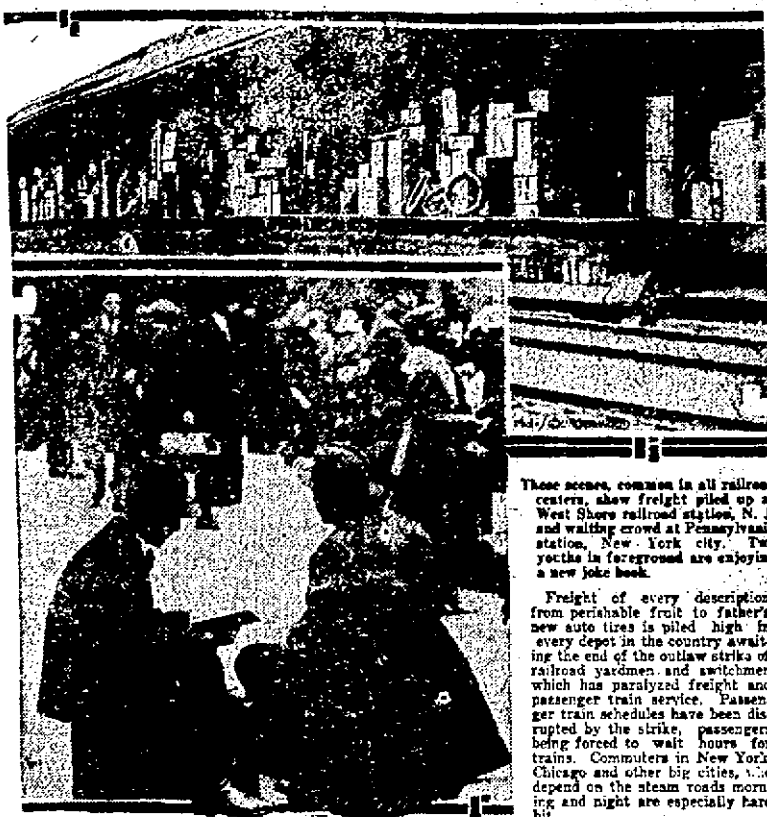 These scenes, common in all railroa
centers, show freight piled up a
West Shore railroad station, N. J
and waiting crowd at Pennsylvani
station, New York city. Tw
youths in foreground are enjoyin
a new joke book.
Freight of every description
from perishable fruit to father's
new auto tires is piled high in
every depot in the country await-
ing the end of the outlaw strike of
railroad yardmen and switchmen
which has paralyzed freight and
passenger train service. Passen-
ger train schedules have been dis-
rupted by the strike, passengers
being forced to wait hours for
trains. Commuters in New York
Chicago and other big cities, who
depend on the steam roads morn-
ing and night are especially hard
hit.